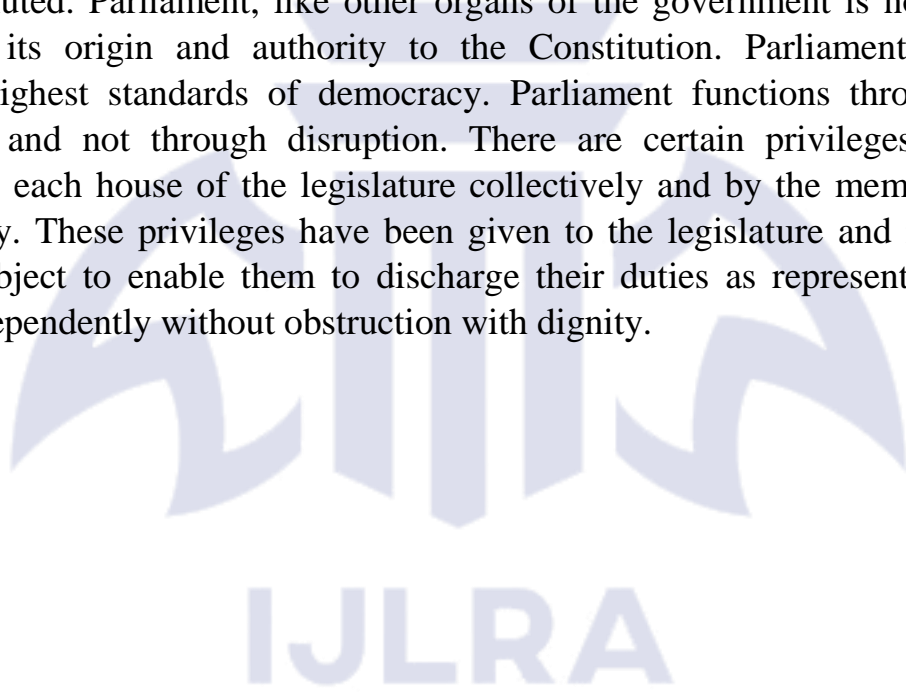 uted. Parliament, like other organs of the government is no
its origin and authority to the Constitution. Parliament
ighest standards of democracy. Parliament functions thro
and not through disruption. There are certain privileges
each house of the legislature collectively and by the mem
y. These privileges have been given to the legislature and
bject to enable them to discharge their duties as represent
ependently without obstruction with dignity.
IJLRA